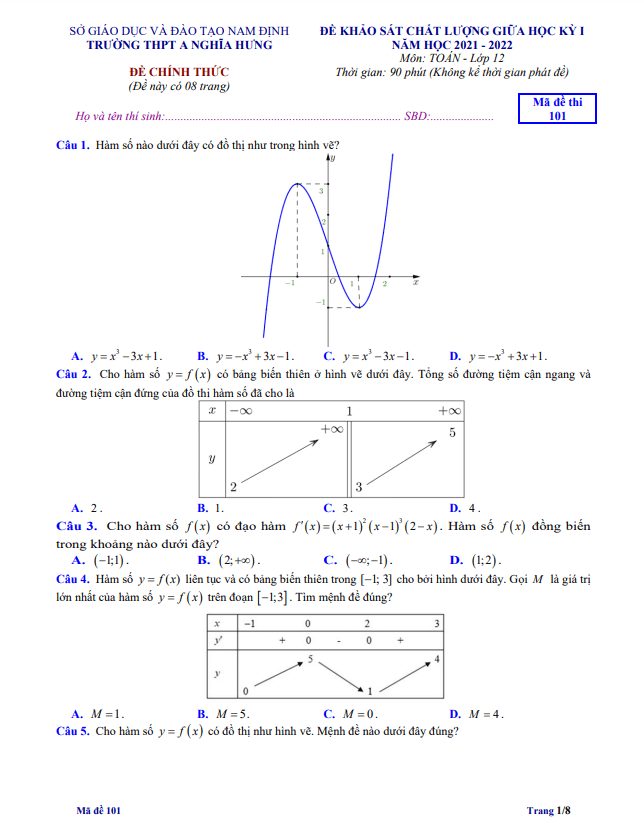 SỞ GIÁO DỤC VÀ ĐÀO TẠO NAM ĐỊNH
TRƯỜNG THPT A NGHĨA HƯNG
ĐỀ CHÍNH THỨC
(Đề này có 08 trang)
ĐỀ KHẢO SÁT CHẤT LƯỢNG GIỮA HỌC KỲ I
NĂM HỌC 2021 - 2022
Môn: TOÁN - Lớp 12
Thời gian: 90 phút (Không kể thời gian phát đề)
Mã đề thi
101
Họ và tên thí sinh:............................................................................... SBD:.....................
Câu 1. Hàm số nào dưới đây có đồ thị như trong hình vẽ?
y
3
2
1
−1 O 1 2 x
−1
A. y = x³ − 3x + 1. B. y = −x³ + 3x − 1. C. y = x³ − 3x − 1. D. y = −x³ + 3x + 1.
Câu 2. Cho hàm số y = f(x) có bảng biến thiên ở hình vẽ dưới đây. Tổng số đường tiệm cận ngang và
đường tiệm cận đứng của đồ thị hàm số đã cho là
x −∞ 1 +∞
+∞ 5
y
2 3
A. 2. B. 1. C. 3. D. 4.
Câu 3. Cho hàm số f(x) có đạo hàm f'(x) = (x+1)²(x−1)³(2−x). Hàm số f(x) đồng biến
trong khoảng nào dưới đây?
A. (−1;1). B. (2;+∞). C. (−∞;−1). D. (1;2).
Câu 4. Hàm số y = f(x) liên tục và có bảng biến thiên trong [−1; 3] cho bởi hình dưới đây. Gọi M là giá trị
lớn nhất của hàm số y = f(x) trên đoạn [−1;3]. Tìm mệnh đề đúng?
x −1 0 2 3
y' + 0 - 0 +
5 4
y
0 1
A. M = 1. B. M = 5. C. M = 0. D. M = 4.
Câu 5. Cho hàm số y = f(x) có đồ thị như hình vẽ. Mệnh đề nào dưới đây đúng?
Mã đề 101 Trang 1/8